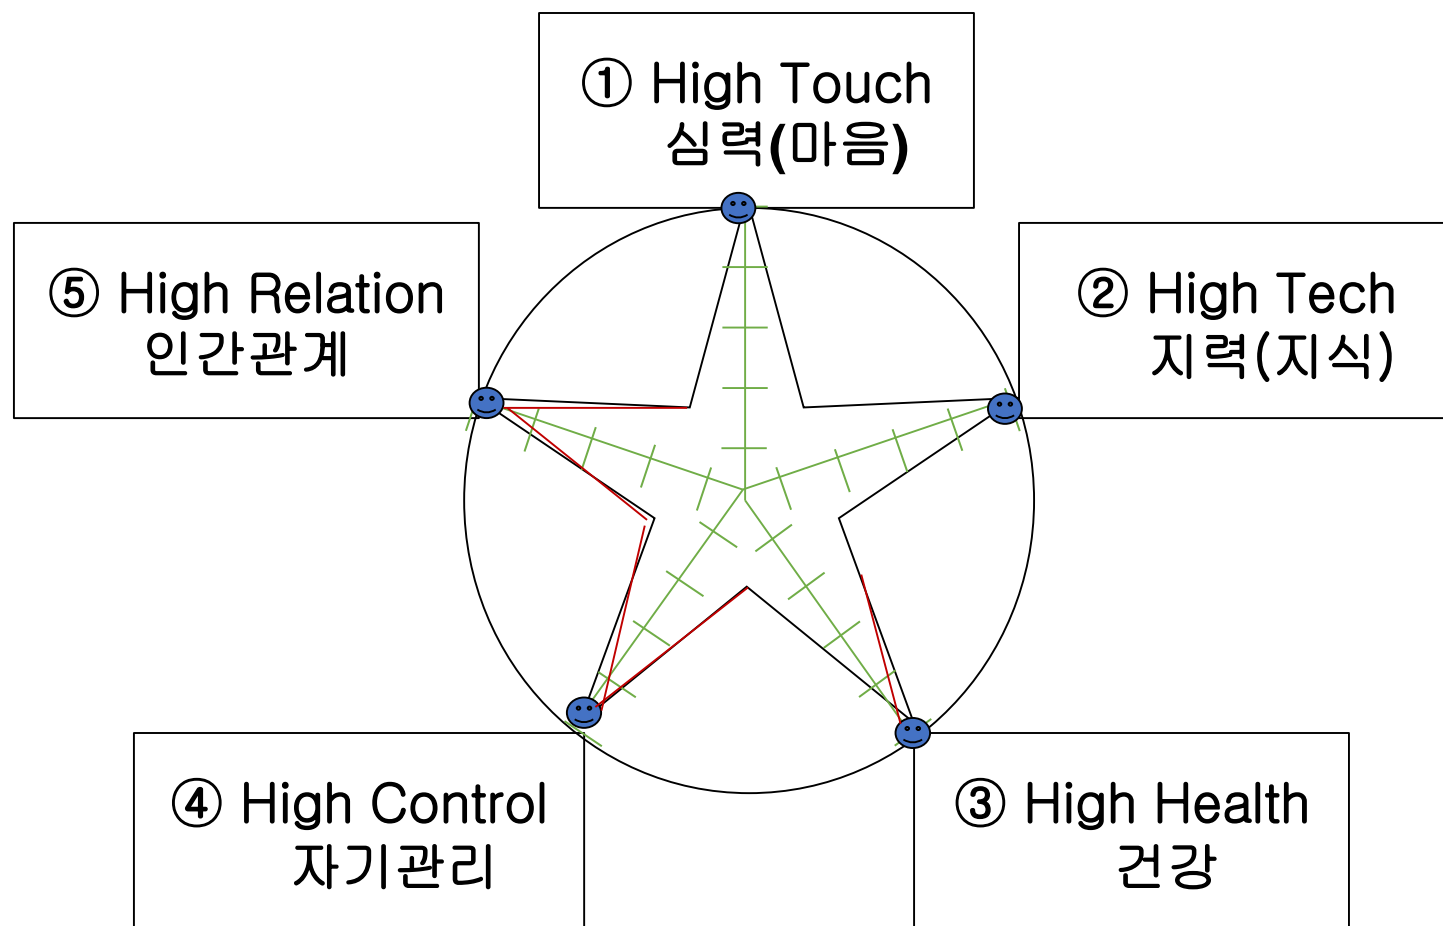 ① High Touch
심력(마음)
② High Tech
지력(지식)
③ High Health
건강
④ High Control
자기관리
⑤ High Relation
인간관계